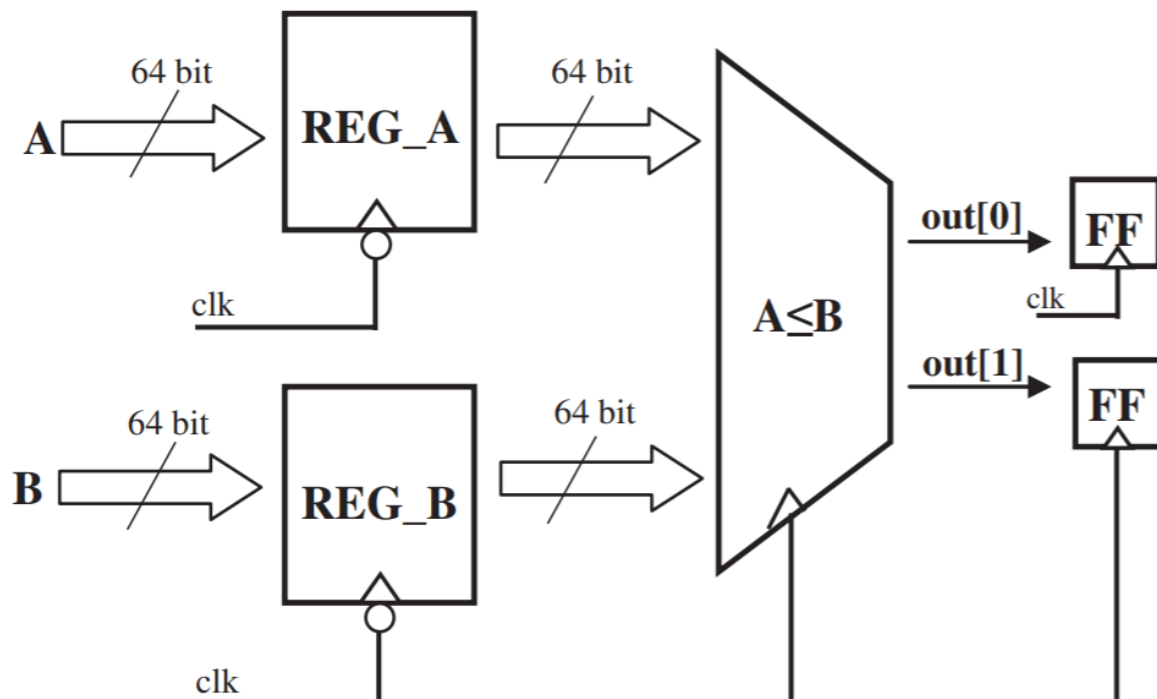 64 bit
64 bit
A
REG_A
out[0]
FF
clk
clk
A≤B
out[1]
64 bit
64 bit
FF
B
REG_B
clk